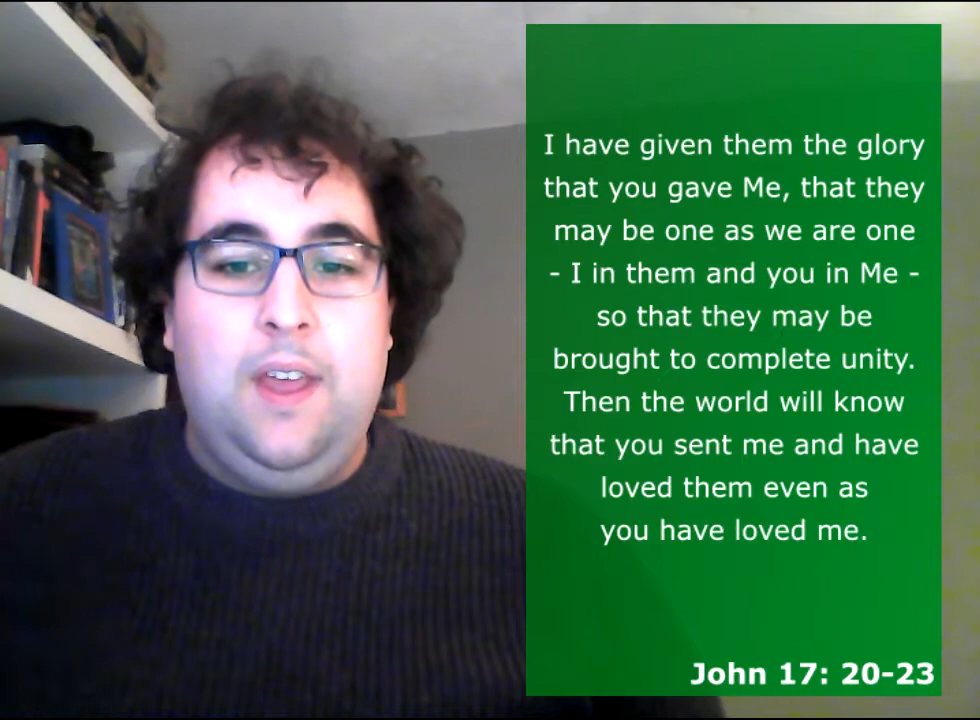 I have given them the glory
that you gave Me, that they
may be one as we are one
- I in them and you in Me -
so that they may be
brought to complete unity.
Then the world will know
that you sent me and have
loved them even as
you have loved me.
John 17: 20-23